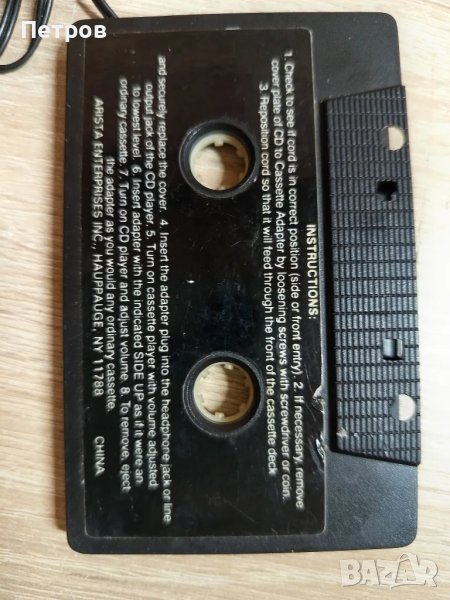 Петров
INSTRUCTIONS:
1. Check to see if cord is in correct position (side or front entry) 2. If necessary, remove
cover plate of CD to Cassette Adapter by loosening screws with screwdriver or coin.
3. Reposition cord so that it will feed through the front of the cassette deck
and securely replace the cover. 4. Insert the adapter plug into the headphone jack or line
output jack of the CD player. 5. Turn on cassette player with volume adjusted
to lowest level. 6. Insert adapter with the indicated SIDE UP as if it were an
ordinary cassette. 7. Turn on CD player and adjust volume. 8. To remove, eject
the adapter as you would any ordinary cassette.
ARISTA ENTERPRISES INC., HAUPPAUGE, NY 11788
CHINA
BAZAR